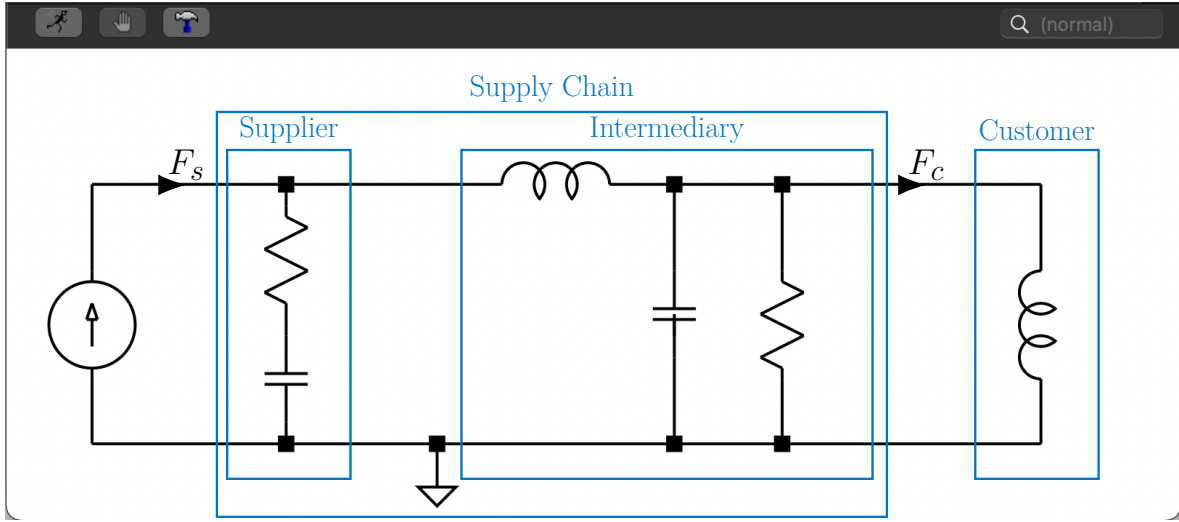 (normal)
Supply Chain
Supplier
Intermediary
Customer
F_s
F_c